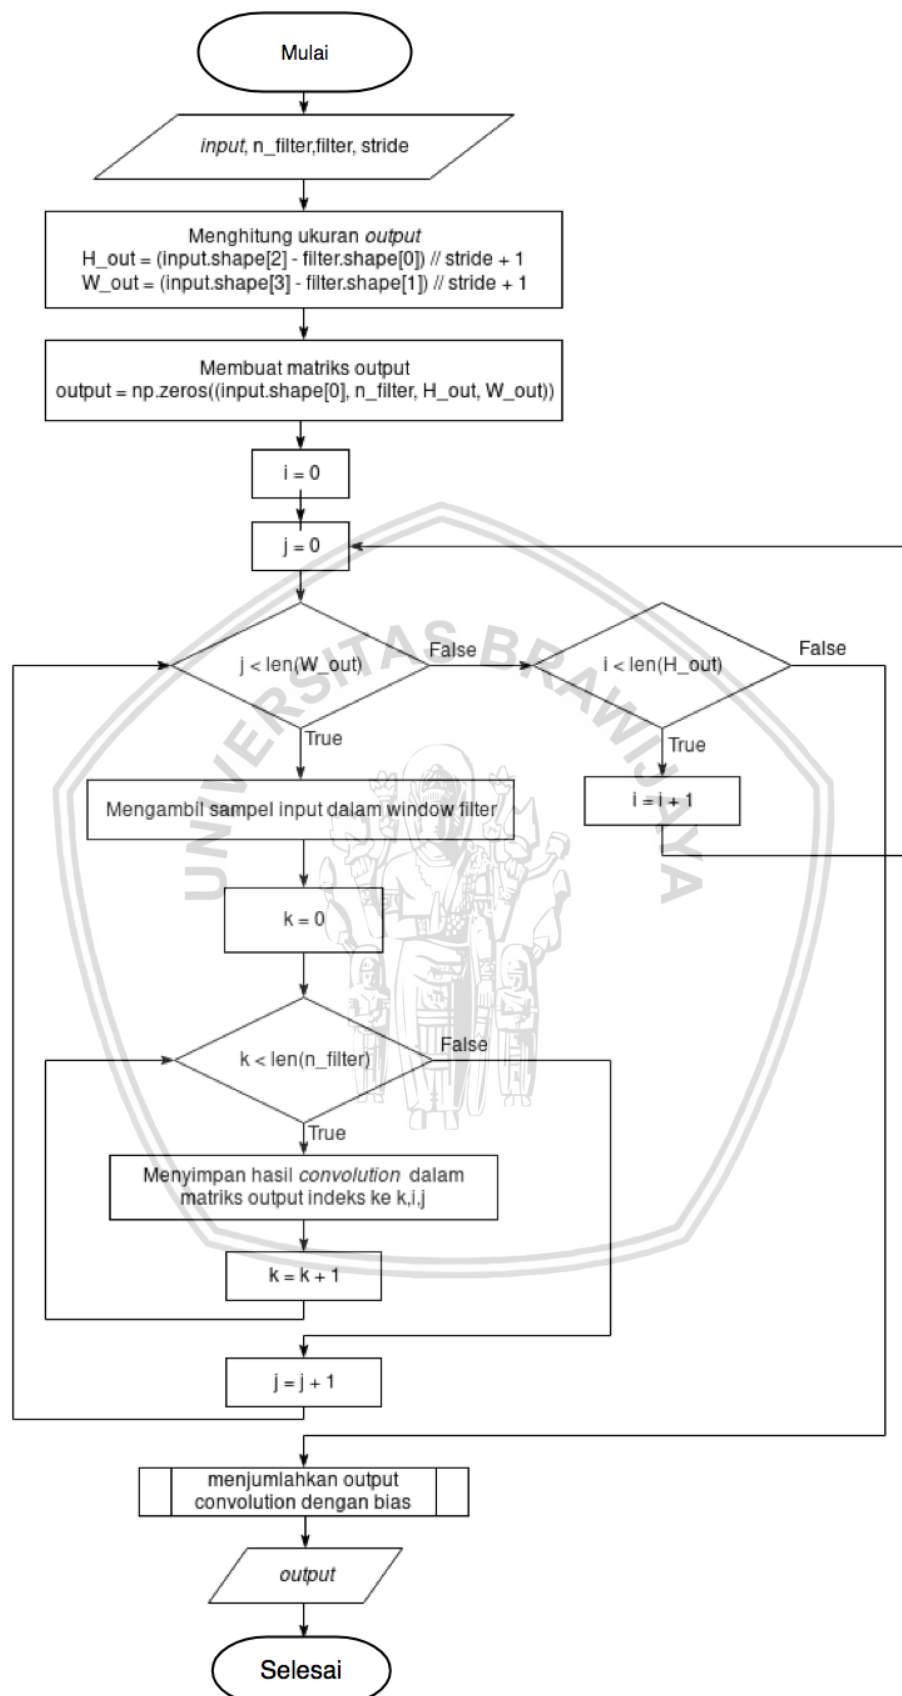 Mulai
input, n_filter,filter, stride
Menghitung ukuran output
H_out = (input.shape[2] - filter.shape[0]) // stride + 1
W_out = (input.shape[3] - filter.shape[1]) // stride + 1
Membuat matriks output
output = np.zeros((input.shape[0], n_filter, H_out, W_out))
i = 0
j = 0
j < len(W_out)
False
i < len(H_out)
False
True
True
Mengambil sampel input dalam window filter
i = i + 1
UNIVERSITAS BRAWIJAYA
k = 0
k < len(n_filter)
False
True
Menyimpan hasil convolution dalam
matriks output indeks ke k,i,j
k = k + 1
j = j + 1
menjumlahkan output
convolution dengan bias
output
Selesai